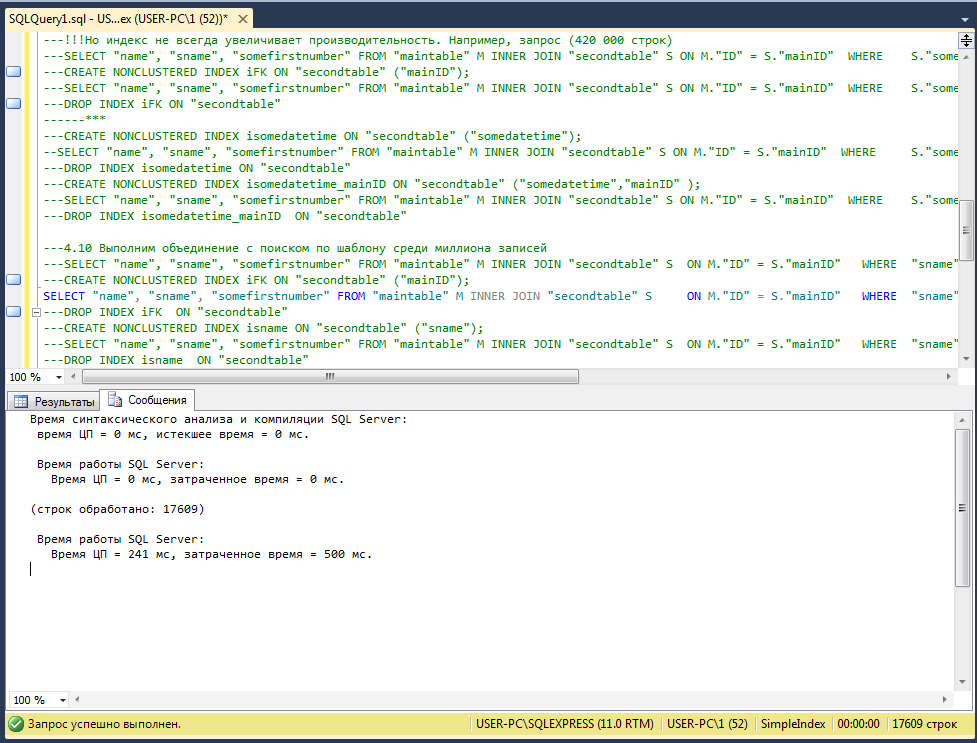 SQLQuery1.sql - US...ex (USER-PC\1 (52))*
---!!!Но индекс не всегда увеличивает производительность. Например, запрос (420 000 строк)
---SELECT "name", "sname", "somefirstnumber" FROM "maintable" M INNER JOIN "secondtable" S ON M."ID" = S."mainID"  WHERE    S."some
---CREATE NONCLUSTERED INDEX iFK ON "secondtable" ("mainID");
---SELECT "name", "sname", "somefirstnumber" FROM "maintable" M INNER JOIN "secondtable" S ON M."ID" = S."mainID"  WHERE    S."some
---DROP INDEX iFK ON "secondtable"
------***
---CREATE NONCLUSTERED INDEX isomedatetime ON "secondtable" ("somedatetime");
--SELECT "name", "sname", "somefirstnumber" FROM "maintable" M INNER JOIN "secondtable" S ON M."ID" = S."mainID"  WHERE     S."some
---DROP INDEX isomedatetime ON "secondtable"
---CREATE NONCLUSTERED INDEX isomedatetime_mainID ON "secondtable" ("somedatetime","mainID" );
---SELECT "name", "sname", "somefirstnumber" FROM "maintable" M INNER JOIN "secondtable" S ON M."ID" = S."mainID"  WHERE    S."some
---DROP INDEX isomedatetime_mainID  ON "secondtable"
---4.10 Выполним объединение с поиском по шаблону среди миллиона записей
---SELECT "name", "sname", "somefirstnumber" FROM "maintable" M INNER JOIN "secondtable" S  ON M."ID" = S."mainID"   WHERE  "sname"
---CREATE NONCLUSTERED INDEX iFK ON "secondtable" ("mainID");
SELECT "name", "sname", "somefirstnumber" FROM "maintable" M INNER JOIN "secondtable" S     ON M."ID" = S."mainID"   WHERE  "sname"
---DROP INDEX iFK  ON "secondtable"
---CREATE NONCLUSTERED INDEX isname ON "secondtable" ("sname");
---SELECT "name", "sname", "somefirstnumber" FROM "maintable" M INNER JOIN "secondtable" S  ON M."ID" = S."mainID"   WHERE  "sname"
---DROP INDEX isname  ON "secondtable"
100 %
Результаты Сообщения
Время синтаксического анализа и компиляции SQL Server:
время ЦП = 0 мс, истекшее время = 0 мс.
Время работы SQL Server:
Время ЦП = 0 мс, затраченное время = 0 мс.
(строк обработано: 17609)
Время работы SQL Server:
Время ЦП = 241 мс, затраченное время = 500 мс.
100 %
Запрос успешно выполнен. USER-PC\SQLEXPRESS (11.0 RTM) USER-PC\1 (52) SimpleIndex 00:00:00 17609 строк